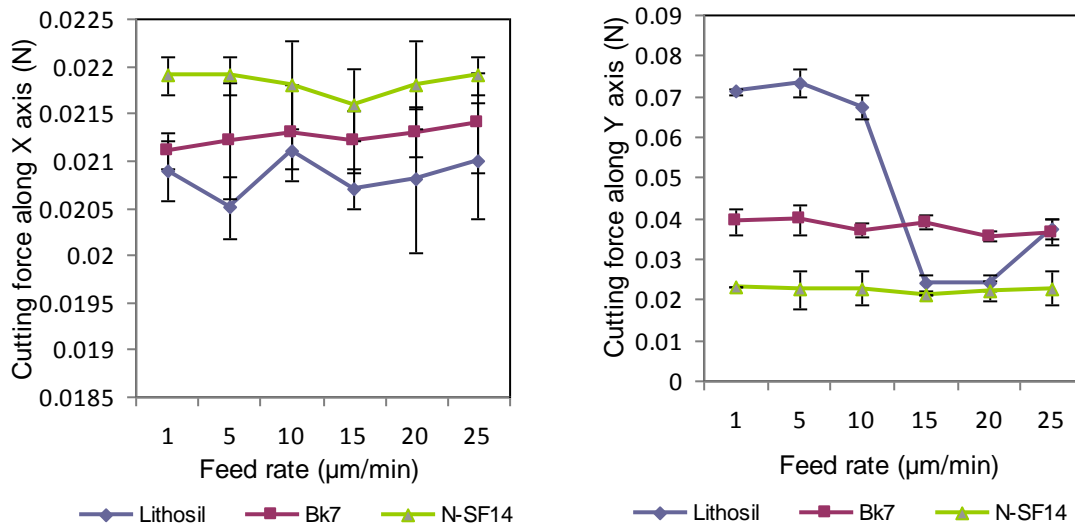 Cutting force along X axis (N)
0.0225
0.022
0.0215
0.021
0.0205
0.02
0.0195
0.019
0.0185
1 5 10 15 20 25
Feed rate (µm/min)
Lithosil Bk7 N-SF14
Cutting force along Y axis (N)
0.09
0.08
0.07
0.06
0.05
0.04
0.03
0.02
0.01
0
1 5 10 15 20 25
Feed rate (µm/min)
Lithosil Bk7 N-SF14